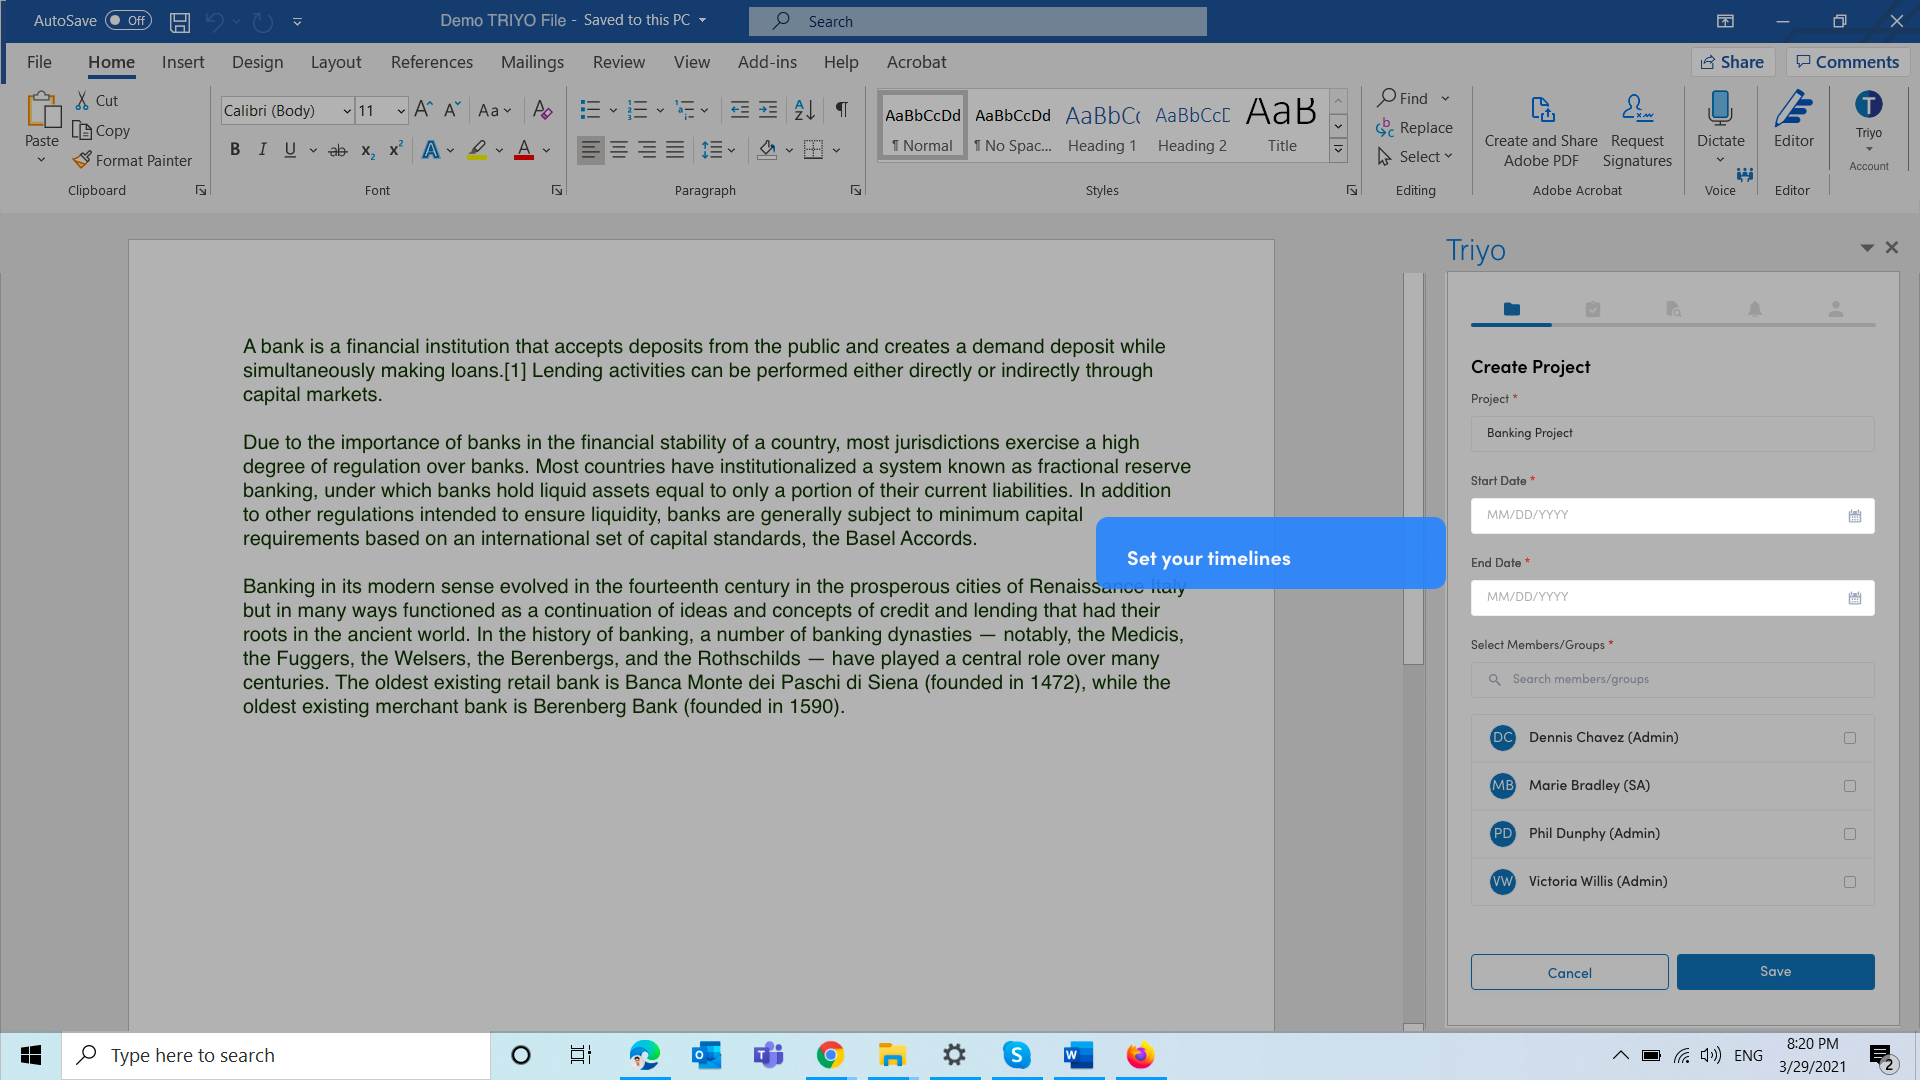 AutoSave Off Demo TRIYO File - Saved to this PC Search
File Home Insert Design Layout References Mailings Review View Add-ins Help Acrobat Share Comments
Paste Cut Copy Format Painter
Clipboard
Calibri (Body) 11 Aa
B I U ab x2 x2 A A
Font
Paragraph
AaBbCcDd AaBbCcDd AaBbC AaBbCcD AaB
¶ Normal ¶ No Spac... Heading 1 Heading 2 Title
Styles
Find
Replace
Select
Editing
Create and Share Adobe PDF
Request Signatures
Adobe Acrobat
Dictate
Voice
Editor
Editor
T
Triyo
Account
A bank is a financial institution that accepts deposits from the public and creates a demand deposit while
simultaneously making loans.[1] Lending activities can be performed either directly or indirectly through
capital markets.
Due to the importance of banks in the financial stability of a country, most jurisdictions exercise a high
degree of regulation over banks. Most countries have institutionalized a system known as fractional reserve
banking, under which banks hold liquid assets equal to only a portion of their current liabilities. In addition
to other regulations intended to ensure liquidity, banks are generally subject to minimum capital
requirements based on an international set of capital standards, the Basel Accords.
Banking in its modern sense evolved in the fourteenth century in the prosperous cities of Renaissance Italy
but in many ways functioned as a continuation of ideas and concepts of credit and lending that had their
roots in the ancient world. In the history of banking, a number of banking dynasties — notably, the Medicis,
the Fuggers, the Welsers, the Berenbergs, and the Rothschilds — have played a central role over many
centuries. The oldest existing retail bank is Banca Monte dei Paschi di Siena (founded in 1472), while the
oldest existing merchant bank is Berenberg Bank (founded in 1590).
Set your timelines
Triyo
Create Project
Project *
Banking Project
Start Date *
MM/DD/YYYY
End Date *
MM/DD/YYYY
Select Members/Groups *
Search members/groups
DC Dennis Chavez (Admin)
MB Marie Bradley (SA)
PD Phil Dunphy (Admin)
VW Victoria Willis (Admin)
Cancel Save
Type here to search
ENG
8:20 PM
3/29/2021
2